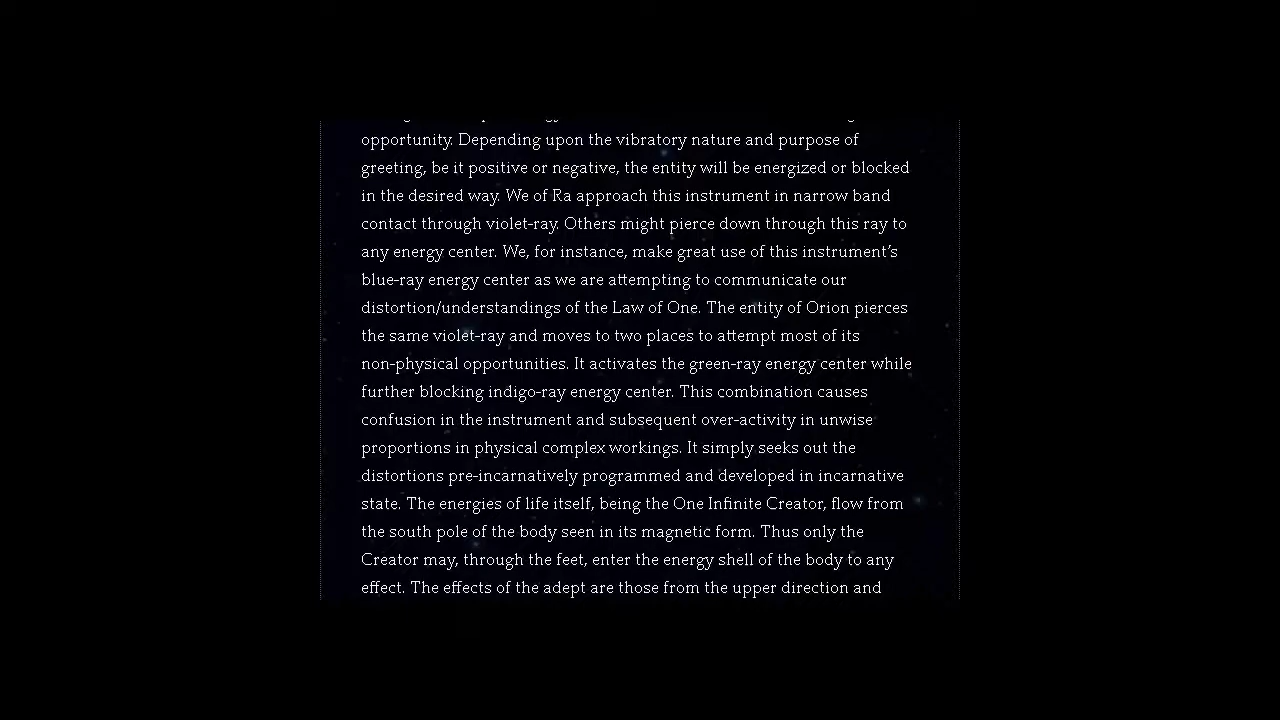 opportunity. Depending upon the vibratory nature and purpose of
greeting, be it positive or negative, the entity will be energized or blocked
in the desired way. We of Ra approach this instrument in narrow band
contact through violet-ray. Others might pierce down through this ray to
any energy center. We, for instance, make great use of this instrument’s
blue-ray energy center as we are attempting to communicate our
distortion/understandings of the Law of One. The entity of Orion pierces
the same violet-ray and moves to two places to attempt most of its
non-physical opportunities. It activates the green-ray energy center while
further blocking indigo-ray energy center. This combination causes
confusion in the instrument and subsequent over-activity in unwise
proportions in physical complex workings. It simply seeks out the
distortions pre-incarnatively programmed and developed in incarnative
state. The energies of life itself, being the One Infinite Creator, flow from
the south pole of the body seen in its magnetic form. Thus only the
Creator may, through the feet, enter the energy shell of the body to any
effect. The effects of the adept are those from the upper direction and